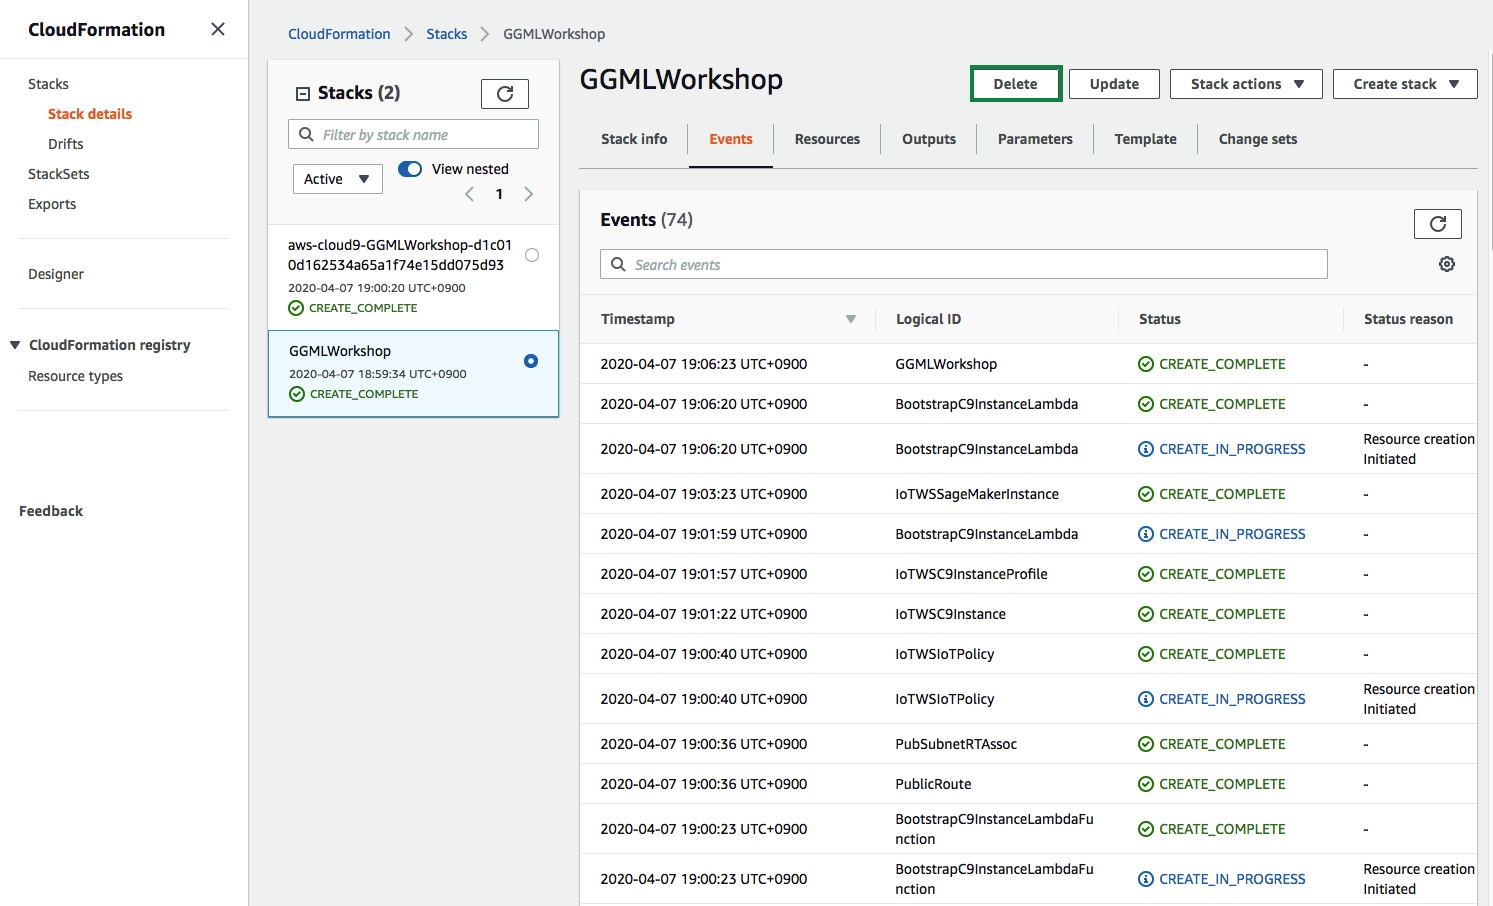 CloudFormation
Stacks
Stack details
Drifts
StackSets
Exports
Designer
CloudFormation registry
Resource types
Feedback
CloudFormation Stacks GGMLWorkshop
Stacks (2)
Filter by stack name
Active View nested
1
aws-cloud9-GGMLWorkshop-d1c01
0d162534a65a1f74e15dd075d93
2020-04-07 19:00:20 UTC+0900
CREATE_COMPLETE
GGMLWorkshop
2020-04-07 18:59:34 UTC+0900
CREATE_COMPLETE
GGMLWorkshop
Delete Update Stack actions Create stack
Stack info Events Resources Outputs Parameters Template Change sets
Events (74)
Search events
Timestamp Logical ID Status Status reason
2020-04-07 19:06:23 UTC+0900 GGMLWorkshop CREATE_COMPLETE -
2020-04-07 19:06:20 UTC+0900 BootstrapC9InstanceLambda CREATE_COMPLETE -
2020-04-07 19:06:20 UTC+0900 BootstrapC9InstanceLambda CREATE_IN_PROGRESS Resource creation
Initiated
2020-04-07 19:03:23 UTC+0900 IoTWSSageMakerInstance CREATE_COMPLETE -
2020-04-07 19:01:59 UTC+0900 BootstrapC9InstanceLambda CREATE_IN_PROGRESS -
2020-04-07 19:01:57 UTC+0900 IoTWSC9InstanceProfile CREATE_COMPLETE -
2020-04-07 19:01:22 UTC+0900 IoTWSC9Instance CREATE_COMPLETE -
2020-04-07 19:00:40 UTC+0900 IoTWSIoTPolicy CREATE_COMPLETE -
2020-04-07 19:00:40 UTC+0900 IoTWSIoTPolicy CREATE_IN_PROGRESS Resource creation
Initiated
2020-04-07 19:00:36 UTC+0900 PubSubnetRTAssoc CREATE_COMPLETE -
2020-04-07 19:00:36 UTC+0900 PublicRoute CREATE_COMPLETE -
2020-04-07 19:00:23 UTC+0900 BootstrapC9InstanceLambdaFu CREATE_COMPLETE -
nction
2020-04-07 19:00:23 UTC+0900 BootstrapC9InstanceLambdaFu CREATE_IN_PROGRESS Resource creation
nction Initiated